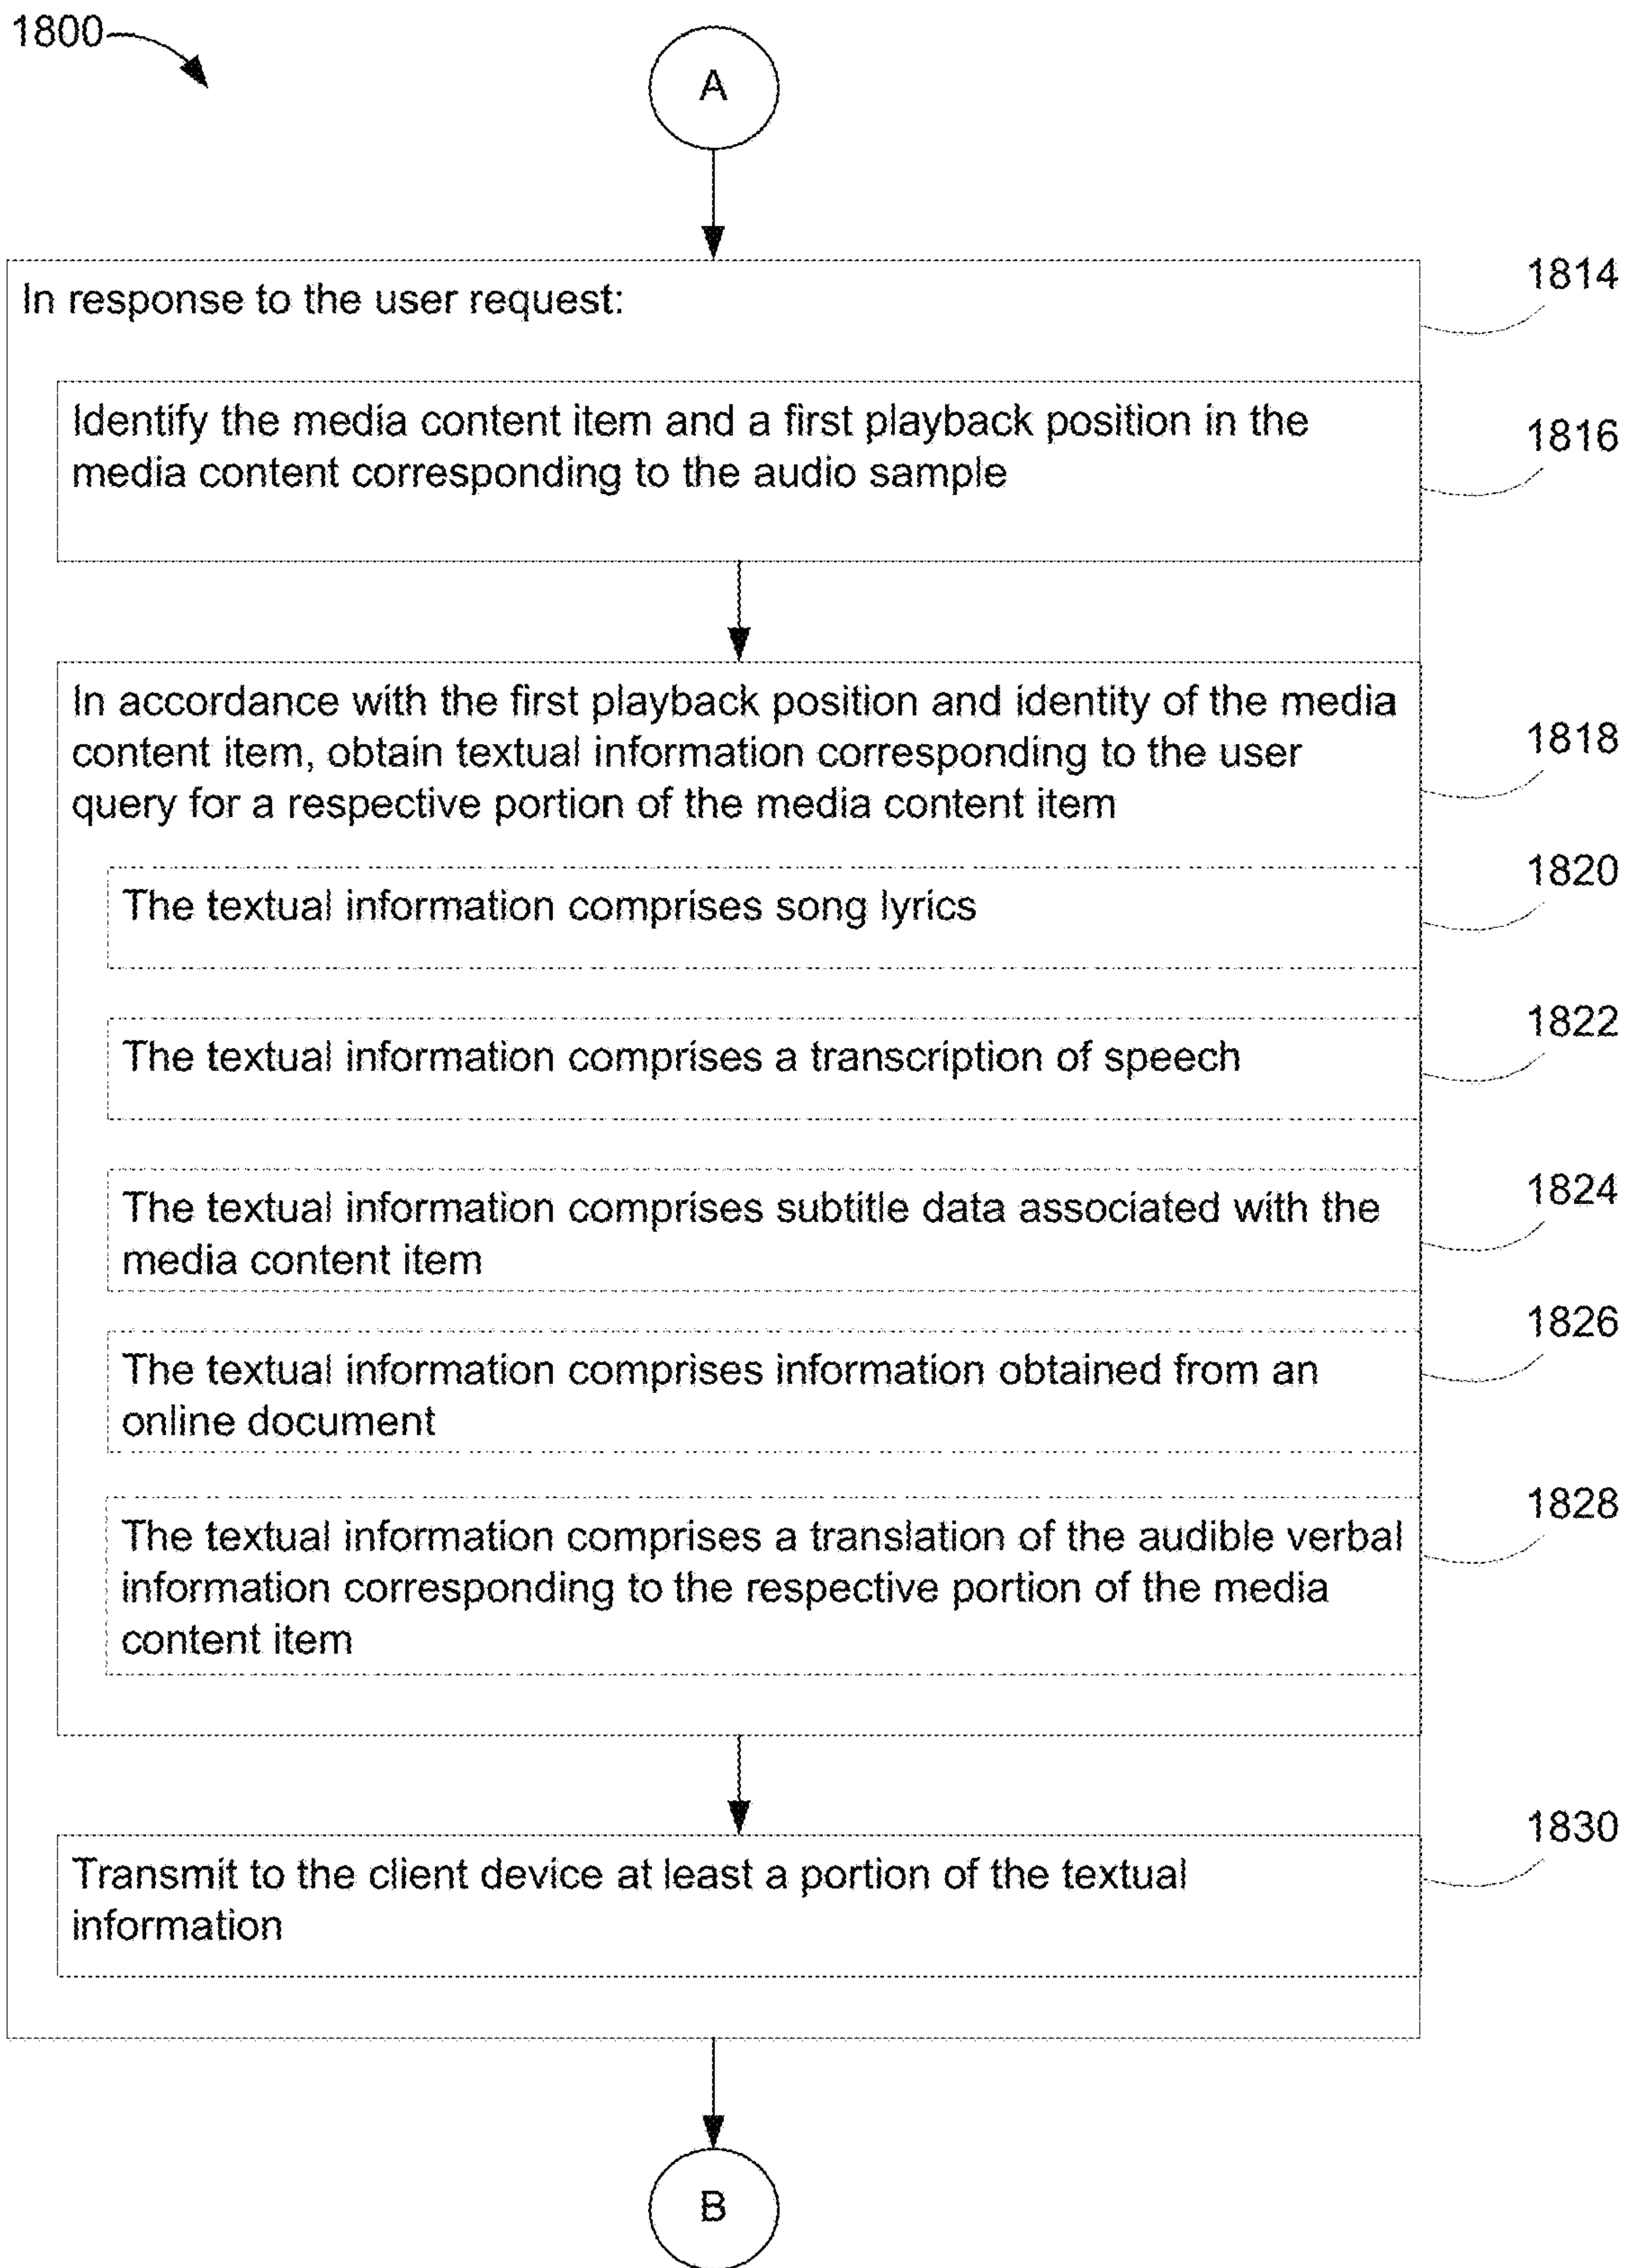 1800
A
In response to the user request:
1814
Identify the media content item and a first playback position in the
media content corresponding to the audio sample
1816
In accordance with the first playback position and identity of the media
content item, obtain textual information corresponding to the user
query for a respective portion of the media content item
1818
The textual information comprises song lyrics
1820
The textual information comprises a transcription of speech
1822
The textual information comprises subtitle data associated with the
media content item
1824
The textual information comprises information obtained from an
online document
1826
The textual information comprises a translation of the audible verbal
information corresponding to the respective portion of the media
content item
1828
Transmit to the client device at least a portion of the textual
information
1830
B